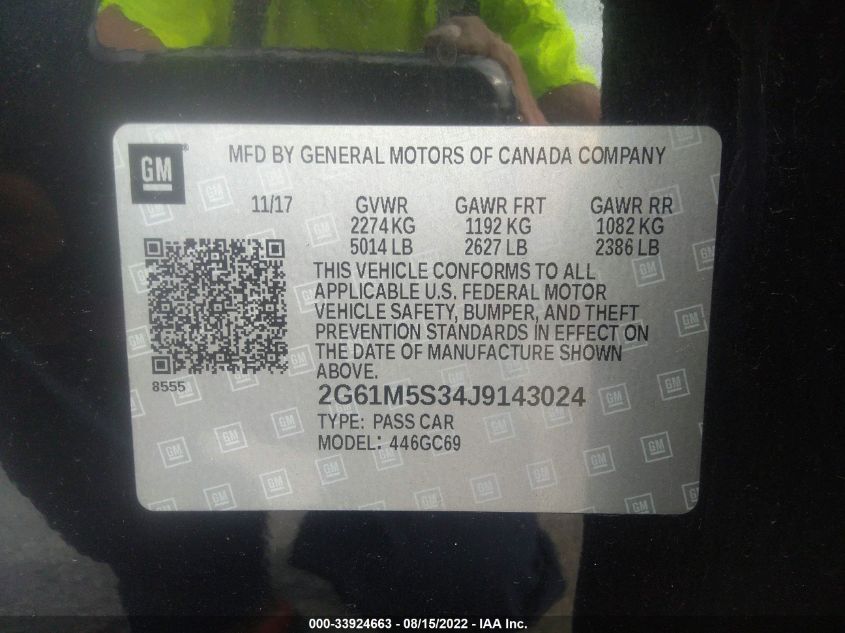 GM
MFD BY GENERAL MOTORS OF CANADA COMPANY
11/17 GVWR GAWR FRT GAWR RR
2274 KG 1192 KG 1082 KG
5014 LB 2627 LB 2386 LB
THIS VEHICLE CONFORMS TO ALL
APPLICABLE U.S. FEDERAL MOTOR
VEHICLE SAFETY, BUMPER, AND THEFT
PREVENTION STANDARDS IN EFFECT ON
THE DATE OF MANUFACTURE SHOWN
ABOVE.
8555
2G61M5S34J9143024
TYPE: PASS CAR
MODEL: 446GC69
000-33924663 - 08/15/2022 - IAA Inc.